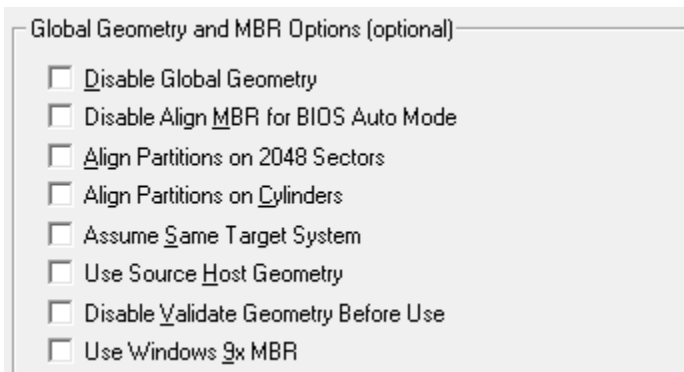 Global Geometry and MBR Options (optional)
Disable Global Geometry
Disable Align MBR for BIOS Auto Mode
Align Partitions on 2048 Sectors
Align Partitions on Cylinders
Assume Same Target System
Use Source Host Geometry
Disable Validate Geometry Before Use
Use Windows 9x MBR